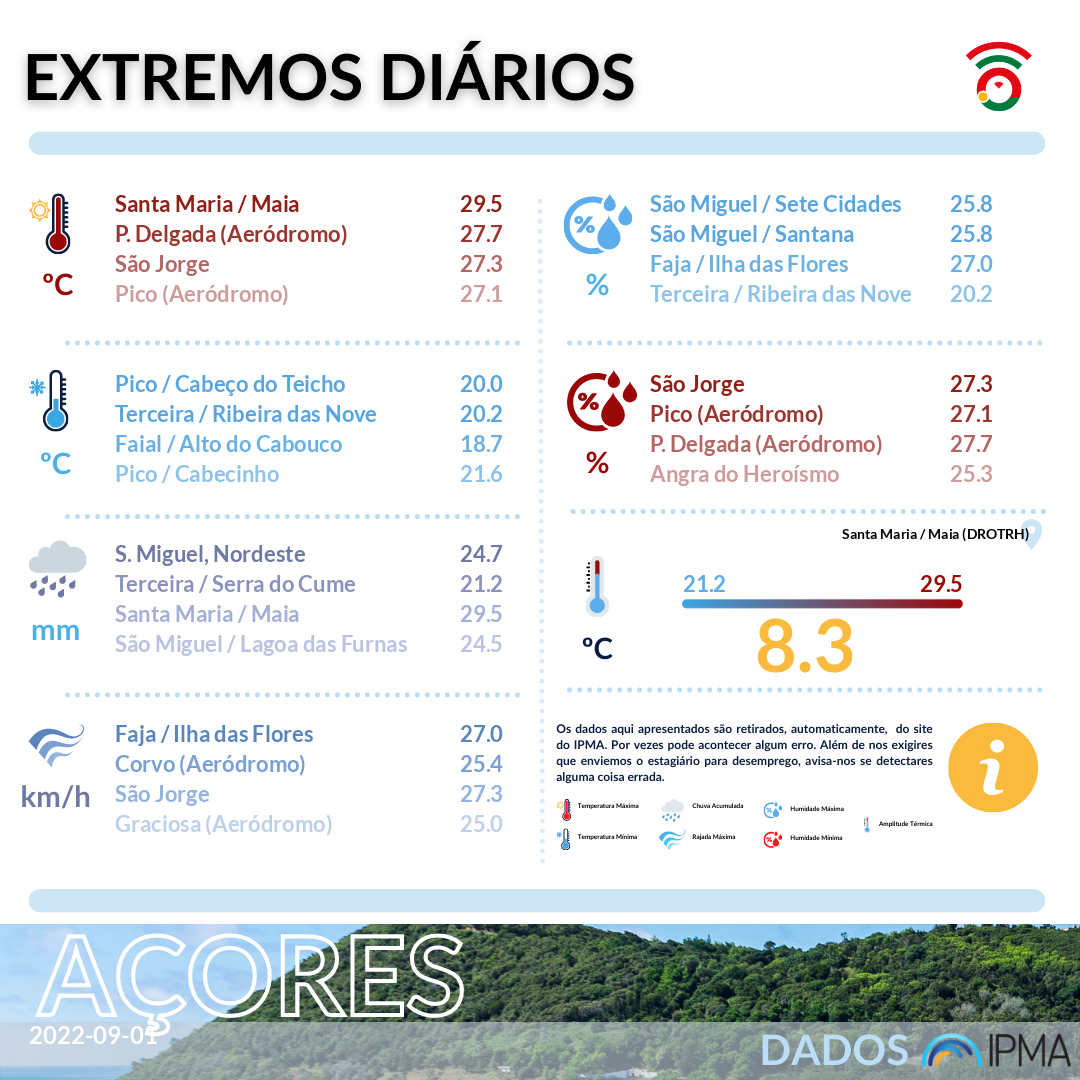 EXTREMOS DIÁRIOS
Santa Maria / Maia 29.5
P. Delgada (Aeródromo) 27.7
São Jorge 27.3
Pico (Aeródromo) 27.1
ºC
Pico / Cabeço do Teicho 20.0
Terceira / Ribeira das Nove 20.2
Faial / Alto do Cabouco 18.7
Pico / Cabecinho 21.6
ºC
S. Miguel, Nordeste 24.7
Terceira / Serra do Cume 21.2
Santa Maria / Maia 29.5
São Miguel / Lagoa das Furnas 24.5
mm
Faja / Ilha das Flores 27.0
Corvo (Aeródromo) 25.4
São Jorge 27.3
Graciosa (Aeródromo) 25.0
km/h
%
São Miguel / Sete Cidades 25.8
São Miguel / Santana 25.8
Faja / Ilha das Flores 27.0
Terceira / Ribeira das Nove 20.2
%
%
São Jorge 27.3
Pico (Aeródromo) 27.1
P. Delgada (Aeródromo) 27.7
Angra do Heroísmo 25.3
%
Santa Maria / Maia (DROTRH)
21.2 29.5
8.3
ºC
Os dados aqui apresentados são retirados, automaticamente, do site
do IPMA. Por vezes pode acontecer algum erro. Além de nos exigires
que enviemos o estagiário para desemprego, avisa-nos se detectares
alguma coisa errada.
i
Temperatura Máxima Chuva Acumulada Humidade Máxima
Amplitude Térmica
Temperatura Mínima Rajada Máxima Humidade Mínima
AÇORES
2022-09-01
DADOS IPMA